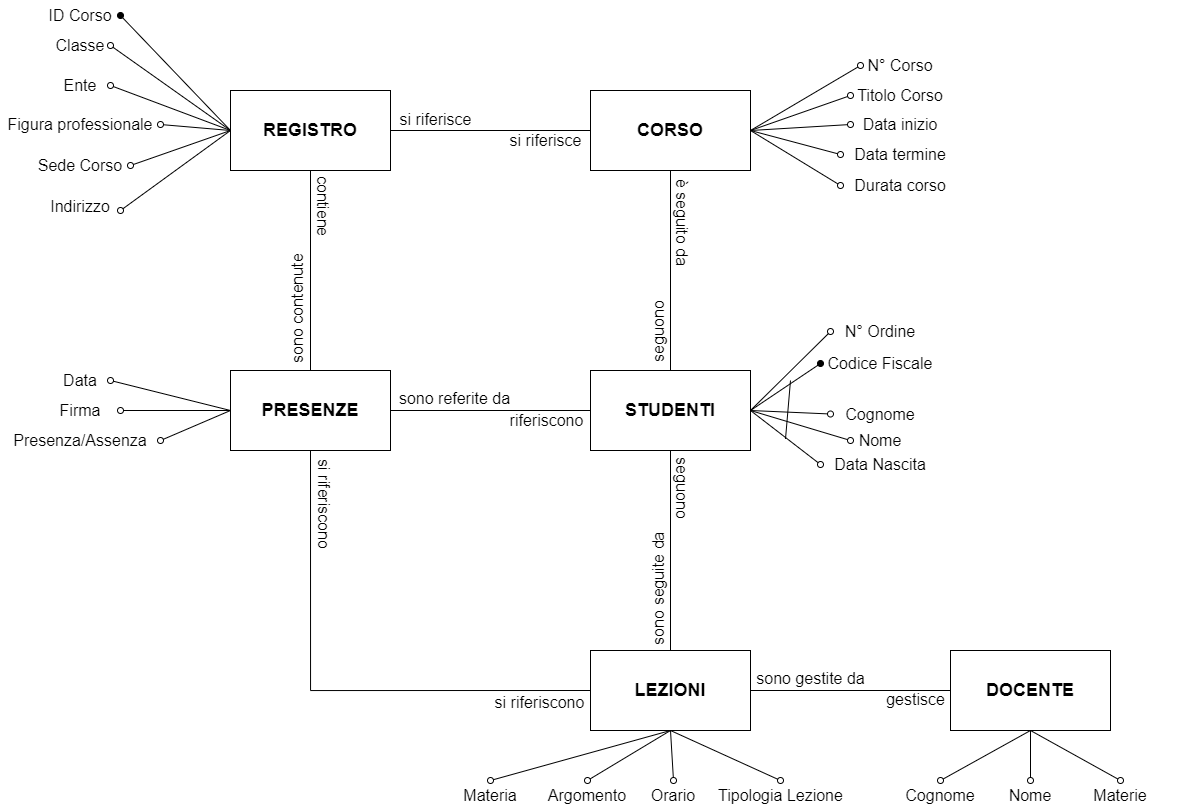 ID Corso
Classe
Ente
Figura professionale
Sede Corso
Indirizzo
REGISTRO
si riferisce
si riferisce
CORSO
N° Corso
Titolo Corso
Data inizio
Data termine
Durata corso
contiene
sono contenute
è seguito da
seguono
Data
Firma
Presenza/Assenza
PRESENZE
sono referite da
riferiscono
STUDENTI
N° Ordine
Codice Fiscale
Cognome
Nome
Data Nascita
si riferiscono
seguono
sono seguite da
si riferiscono
LEZIONI
sono gestite da
gestisce
DOCENTE
Materia
Argomento
Orario
Tipologia Lezione
Cognome
Nome
Materie